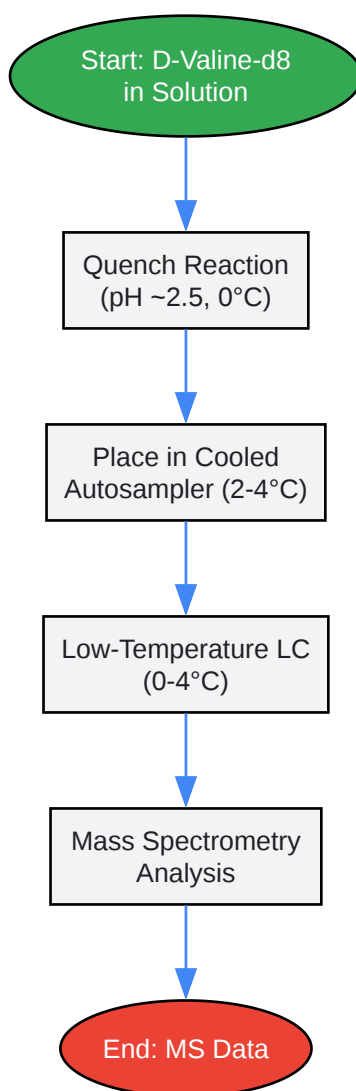 Start: D-Valine-d8
in Solution
Quench Reaction
(pH ~2.5, 0°C)
Place in Cooled
Autosampler (2-4°C)
Low-Temperature LC
(0-4°C)
Mass Spectrometry
Analysis
End: MS Data